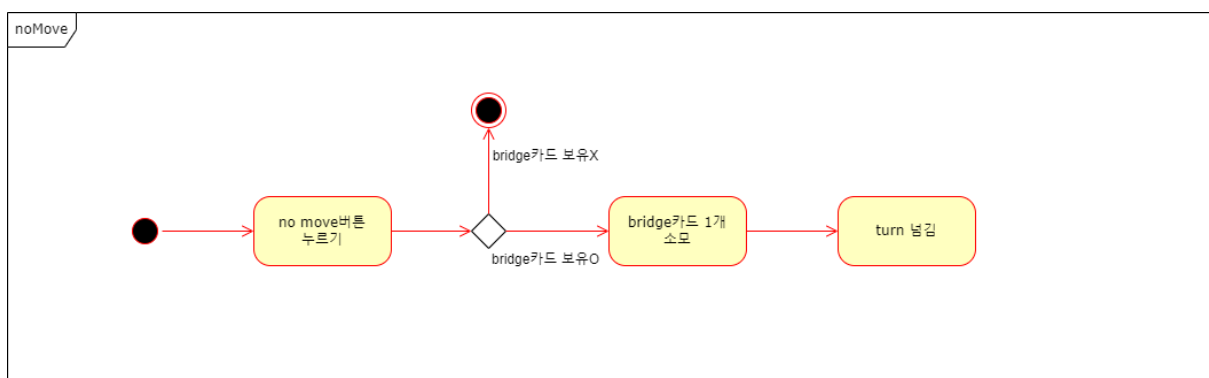 noMove
bridge카드 보유X
no move버튼
누르기
bridge카드 1개
소모
turn 넘김
bridge카드 보유O